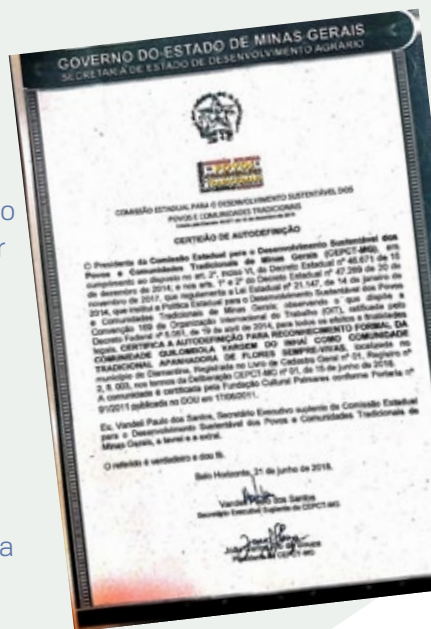 GOVERNO DO ESTADO DE MINAS GERAIS
SECRETARIA DE ESTADO DE DESENVOLVIMENTO AGRÁRIO
POVOS
COMISSÃO ESTADUAL PARA O DESENVOLVIMENTO SUSTENTÁVEL DOS
POVOS E COMUNIDADES TRADICIONAIS
CERTIDÃO DE AUTODEFINIÇÃO
O Presidente da Comissão Estadual para o Desenvolvimento Sustentável dos
Povos e Comunidades Tradicionais de Minas Gerais (CEPCT-MG), em
cumprimento ao disposto no art. 2º, inciso VI, do Decreto Estadual nº 46.671 de 16
de dezembro de 2014, e nos arts. 1º e 2º do Decreto Estadual nº 47.289 de 20 de
novembro de 2017, que regulamenta a Lei Estadual nº 21.147, de 14 de janeiro de
2014, que institui a Política Estadual para o Desenvolvimento Sustentável dos Povos
e Comunidades Tradicionais de Minas Gerais; observando o que dispõe a
Convenção 169 da Organização Internacional do Trabalho (OIT), ratificada pelo
Decreto Federal nº 5.051, de 19 de abril de 2014, para todos os efeitos e finalidades
legais, CERTIFICA A AUTODEFINIÇÃO PARA RECONHECIMENTO FORMAL DA
COMUNIDADE QUILOMBOLA VARGEM DO INHAÍ COMO COMUNIDADE
TRADICIONAL APANHADORA DE FLORES SEMPRE-VIVAS, localizada no
município de Diamantina, Registrada no Livro de Cadastro Geral nº 01, Registro nº
2, fl. 003, nos termos da Deliberação CEPCT-MG nº 01, de 15 de junho de 2018.
A comunidade é certificada pela Fundação Cultural Palmares conforme Portaria nº
91/2011 publicada no DOU em 17/06/2011.
Eu, Vandeli Paulo dos Santos, Secretário Executivo suplente da Comissão Estadual
para o Desenvolvimento Sustentável dos Povos e Comunidades Tradicionais de
Minas Gerais, a lavrei e a extraí.
O referido é verdadeiro e dou fé.
Belo Horizonte, 21 de junho de 2018.
Vandeli Paulo dos Santos
Secretário Executivo Suplente da CEPCT-MG
Presidente da CEPCT-MG
o
r
a